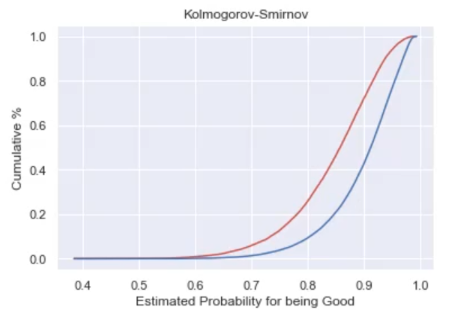 Kolmogorov-Smirnov
1.0
0.8
0.6
0.4
0.2
0.0
Cumulative %
0.4 0.5 0.6 0.7 0.8 0.9 1.0
Estimated Probability for being Good